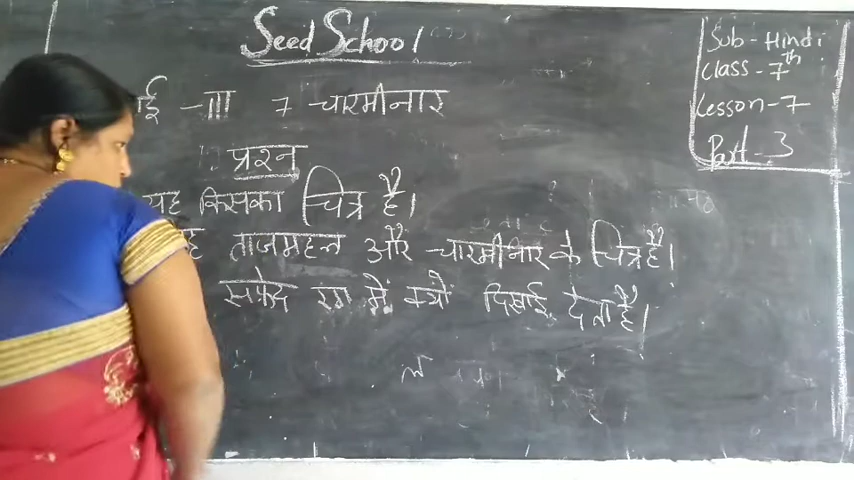 Seed School
Sub - Hindi
Class - 7th
Lesson - 7
Part - 3
ई - III 7 चारमीनार
प्रश्न
यह किसका चित्र है।
ताजमहल और चारमीनार के चित्र है।
सफेद रंग में क्यों दिखाई देता है।